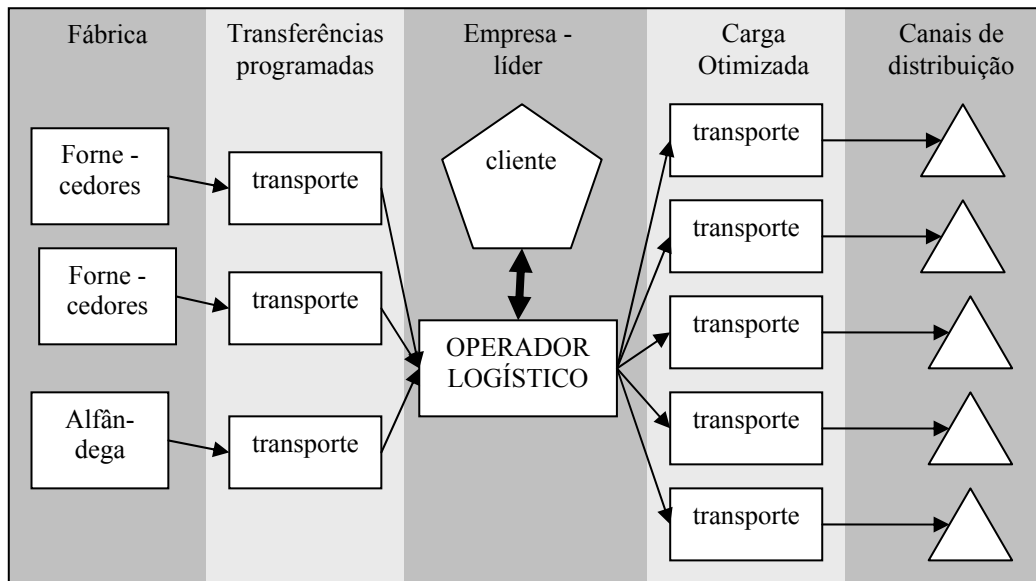 Fábrica
Transferências
programadas
Empresa -
líder
Carga
Otimizada
Canais de
distribuição
Forne -
cedores
Forne -
cedores
Alfân-
dega
transporte
transporte
transporte
cliente
OPERADOR
LOGÍSTICO
transporte
transporte
transporte
transporte
transporte